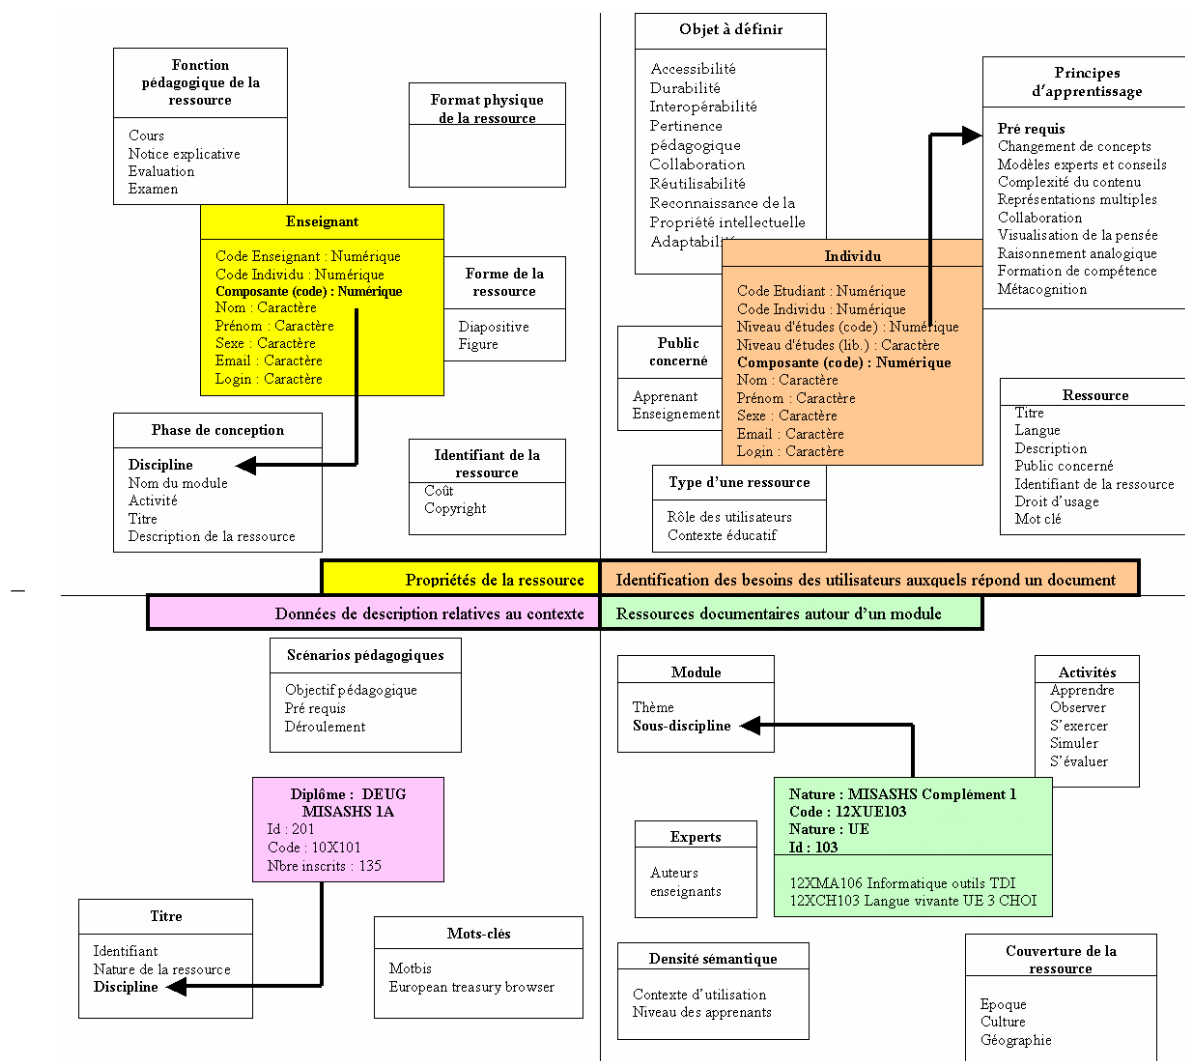 Fonction
pédagogique de la
ressource
Cours
Notice explicative
Evaluation
Examen
Format physique
de la ressource
Enseignant
Code Enseignant : Numérique
Code Individu : Numérique
Composante (code) : Numérique
Nom : Caractère
Prénom : Caractère
Sexe : Caractère
Email : Caractère
Login : Caractère
Forme de la
ressource
Diapositive
Figure
Phase de conception
Discipline
Nom du module
Activité
Titre
Description de la ressource
Identifiant de la
ressource
Coût
Copyright
Objet à définir
Accessibilité
Durabilité
Interopérabilité
Pertinence
pédagogique
Collaboration
Réutilisabilité
Reconnaissance de la
Propriété intellectuelle
Adaptabilité
Principes
d'apprentissage
Pré requis
Changement de concepts
Modèles experts et conseils
Complexité du contenu
Représentations multiples
Collaboration
Visualisation de la pensée
Raisonnement analogique
Formation de compétence
Métacognition
Individu
Code Etudiant : Numérique
Code Individu : Numérique
Niveau d'études (code) : Numérique
Niveau d'études (lib.) : Caractère
Composante (code) : Numérique
Nom : Caractère
Prénom : Caractère
Sexe : Caractère
Email : Caractère
Login : Caractère
Public
concerné
Apprenant
Enseignement
Type d'une ressource
Rôle des utilisateurs
Contexte éducatif
Ressource
Titre
Langue
Description
Public concerné
Identifiant de la ressource
Droit d'usage
Mot clé
Propriétés de la ressource
Identification des besoins des utilisateurs auxquels répond un document
Données de description relatives au contexte
Ressources documentaires autour d'un module
Scénarios pédagogiques
Objectif pédagogique
Pré requis
Déroulement
Diplôme : DEUG
MISASHS 1A
Id : 201
Code : 10X101
Nbre inscrits : 135
Titre
Identifiant
Nature de la ressource
Discipline
Mots-clés
Motbis
European treasury browser
Module
Thème
Sous-discipline
Activités
Apprendre
Observer
S'exercer
Simuler
S'évaluer
Nature : MISASHS Complément 1
Code : 12XUE103
Nature : UE
Id : 103
12XMA106 Informatique outils TDI
12XCH103 Langue vivante UE 3 CHOI
Experts
Auteurs
enseignants
Densité sémantique
Contexte d'utilisation
Niveau des apprenants
Couverture de la
ressource
Epoque
Culture
Géographie